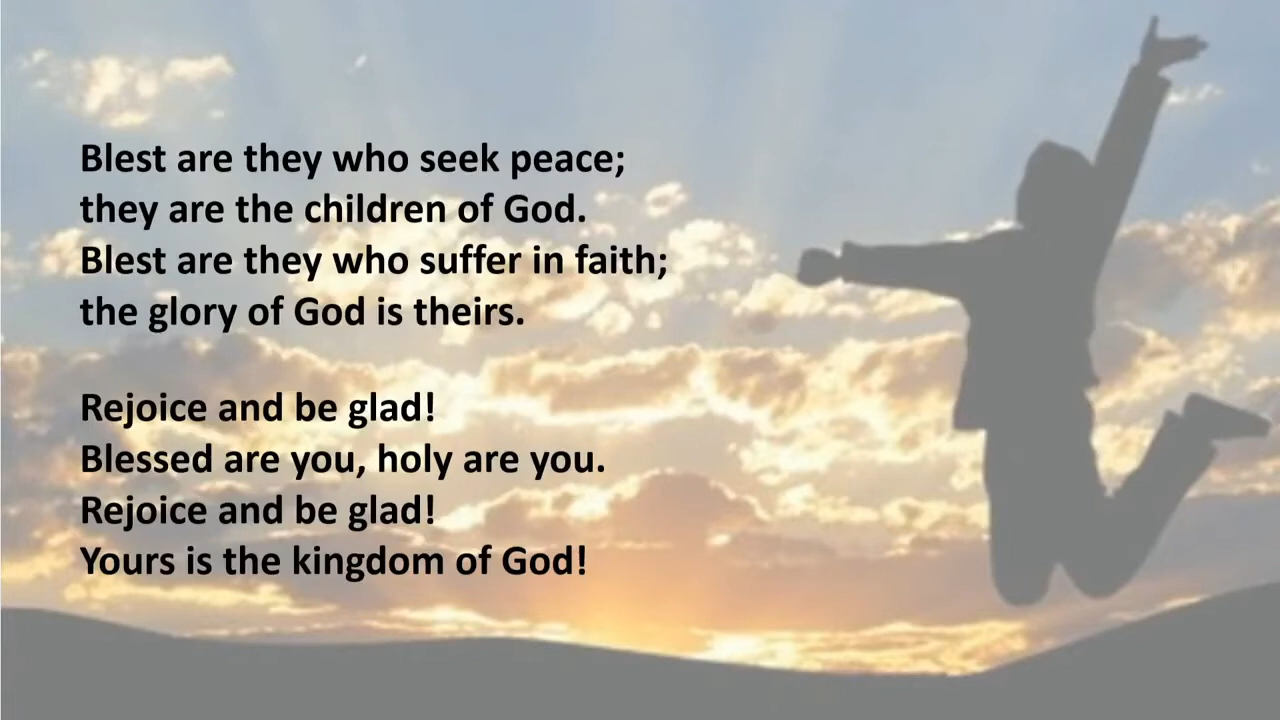 Blest are they who seek peace;
they are the children of God.
Blest are they who suffer in faith;
the glory of God is theirs.
Rejoice and be glad!
Blessed are you, holy are you.
Rejoice and be glad!
Yours is the kingdom of God!